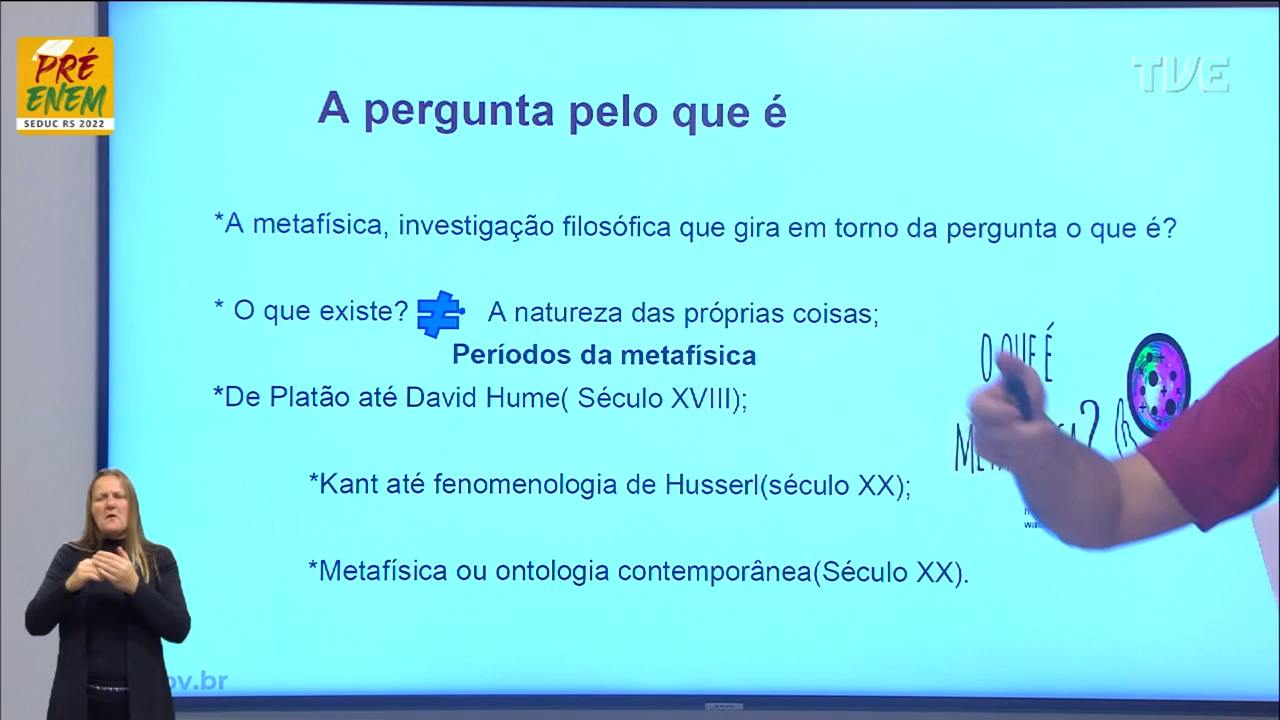 PRÉ
ENEM
SEDUC RS 2022
TVE
A pergunta pelo que é
*A metafísica, investigação filosófica que gira em torno da pergunta o que é?
* O que existe? ≠ A natureza das próprias coisas;
Períodos da metafísica
*De Platão até David Hume( Século XVIII);
O QUE É
*Kant até fenomenologia de Husserl(século XX);
*Metafísica ou ontologia contemporânea(Século XX).
ov.br